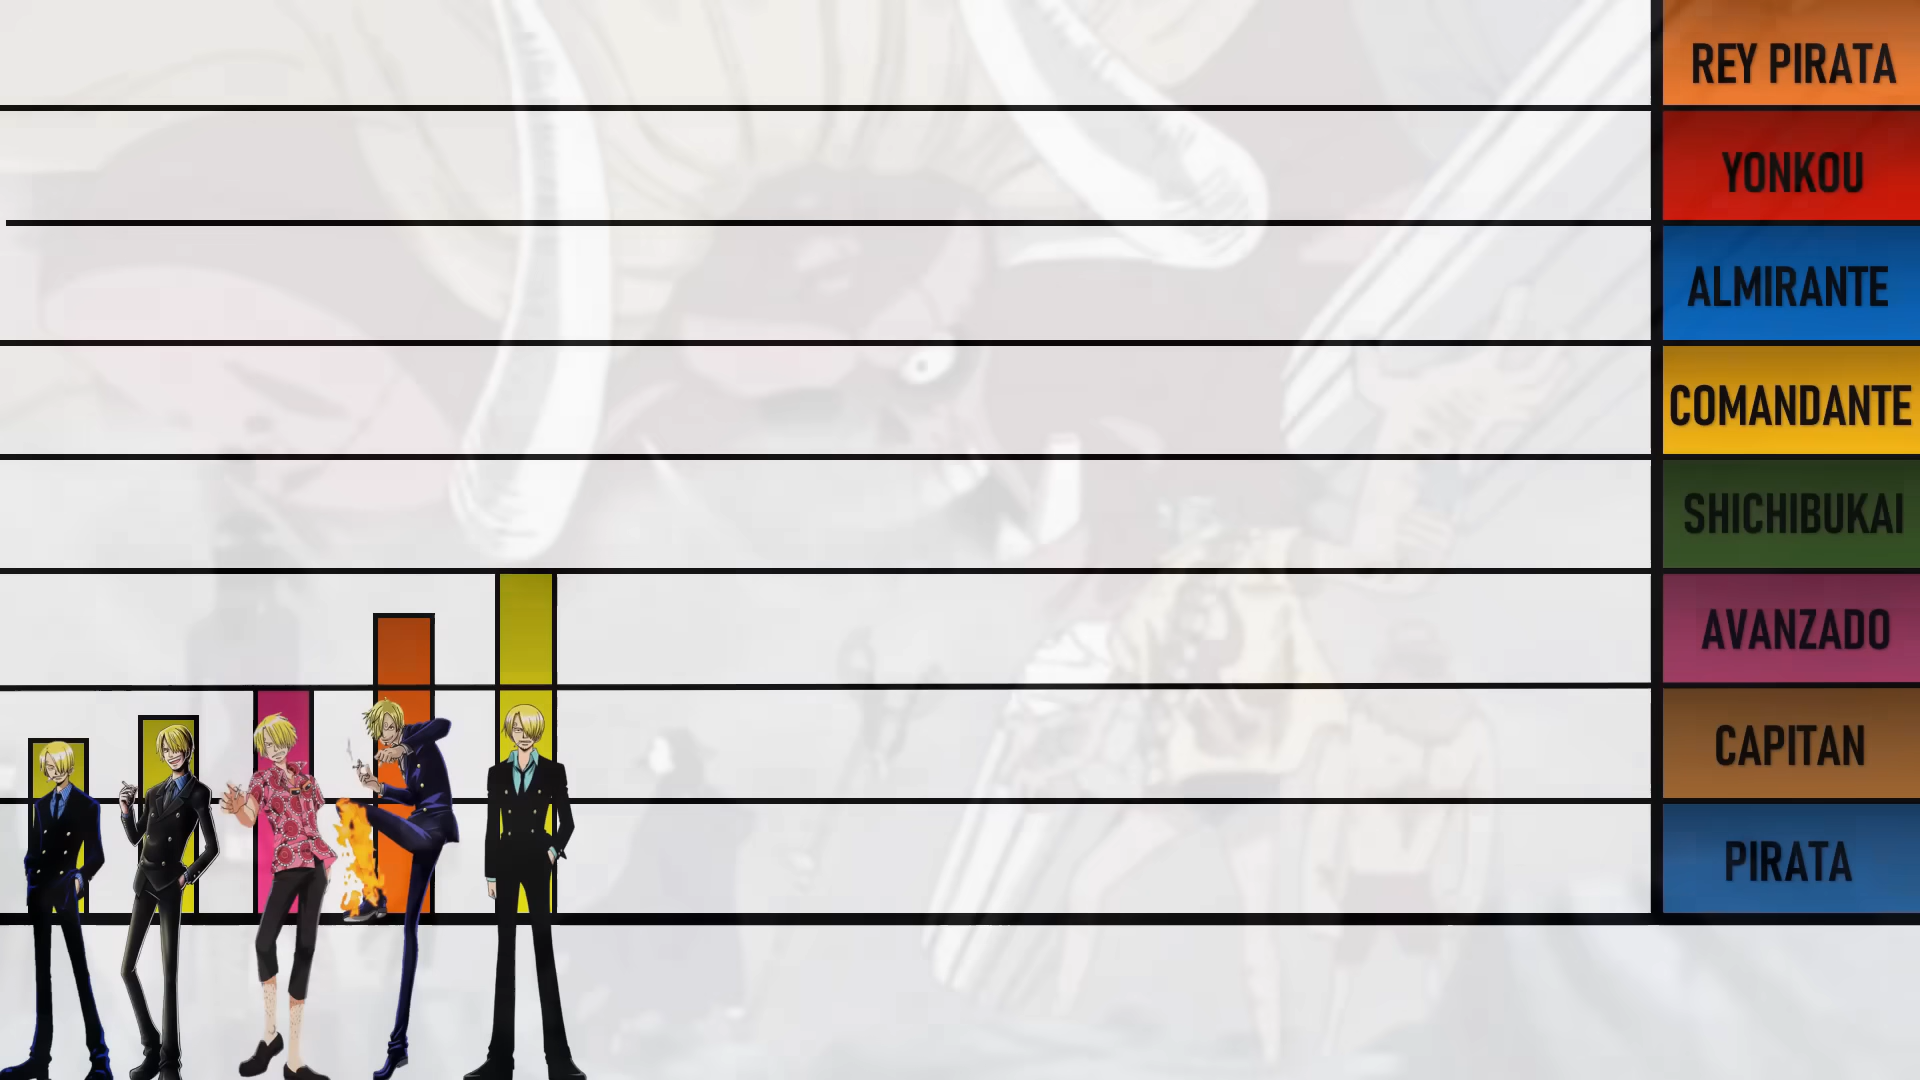 REY PIRATA
YONKOU
ALMIRANTE
COMANDANTE
SHICHIBUKAI
AVANZADO
CAPITAN
PIRATA